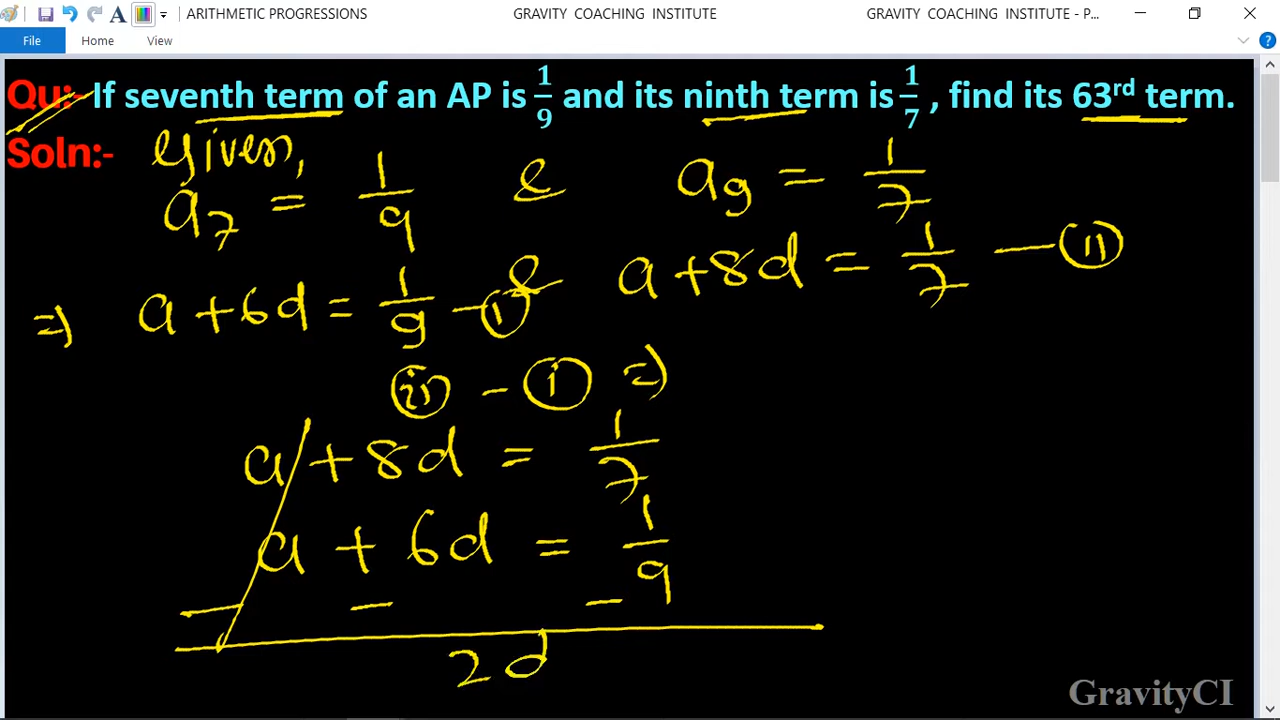 ARITHMETIC PROGRESSIONS GRAVITY COACHING INSTITUTE GRAVITY COACHING INSTITUTE - P...
File Home View
Qu:- If seventh term of an AP is 1/9 and its ninth term is 1/7, find its 63rd term.
Soln:- Given,
a₇ = 1/9 & a₉ = 1/7
⇒ a + 6d = 1/9 — (i) & a + 8d = 1/7 — (ii)
(ii) - (i) ⇒
a + 8d = 1/7
a + 6d = 1/9
- - -
2d
GravityCI